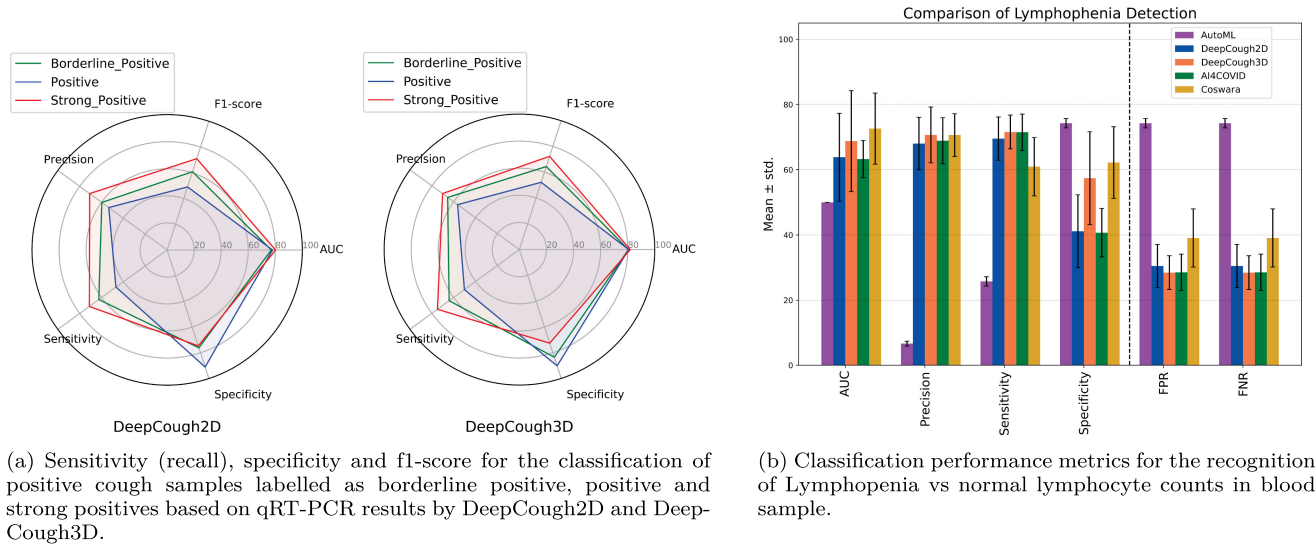 Borderline_Positive
Positive
Strong_Positive
F1-score
Precision
AUC
20 40 60 80 100
Sensitivity
Specificity
DeepCough2D
Borderline_Positive
Positive
Strong_Positive
F1-score
Precision
AUC
20 40 60 80 100
Sensitivity
Specificity
DeepCough3D
(a) Sensitivity (recall), specificity and f1-score for the classification of
positive cough samples labelled as borderline positive, positive and
strong positives based on qRT-PCR results by DeepCough2D and Deep-
Cough3D.
Comparison of Lymphophenia Detection
AutoML
DeepCough2D
DeepCough3D
AI4COVID
Coswara
Mean ± std.
100
80
60
40
20
0
AUC
Precision
Sensitivity
Specificity
FPR
FNR
(b) Classification performance metrics for the recognition
of Lymphopenia vs normal lymphocyte counts in blood
sample.